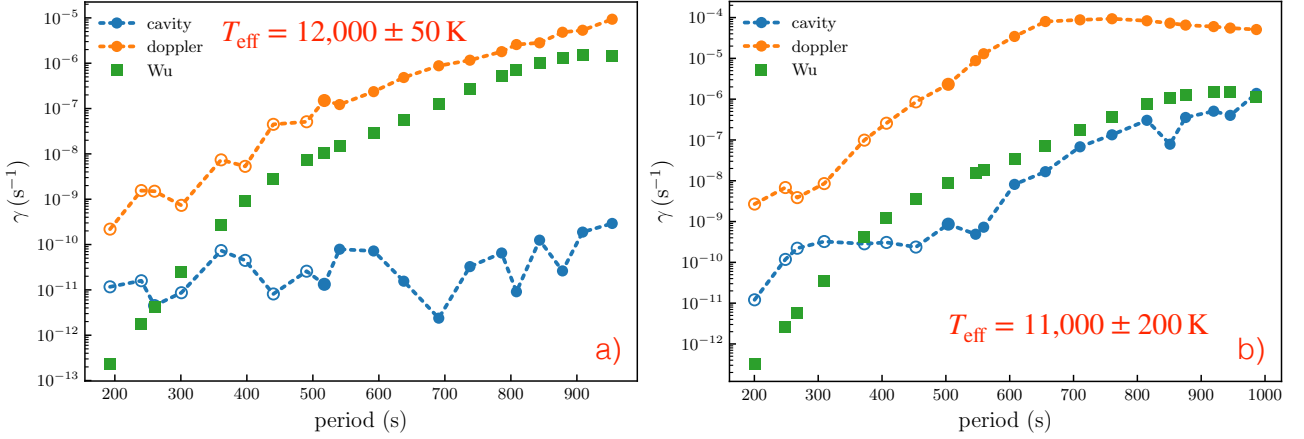 cavity
doppler
Wu
T_eff = 12,000 ± 50 K
10⁻⁵
10⁻⁶
10⁻⁷
10⁻⁸
10⁻⁹
10⁻¹⁰
10⁻¹¹
10⁻¹²
10⁻¹³
γ (s⁻¹)
a)
200 300 400 500 600 700 800 900
period (s)
cavity
doppler
Wu
10⁻⁴
10⁻⁵
10⁻⁶
10⁻⁷
10⁻⁸
10⁻⁹
10⁻¹⁰
10⁻¹¹
10⁻¹²
γ (s⁻¹)
T_eff = 11,000 ± 200 K
b)
200 300 400 500 600 700 800 900 1000
period (s)